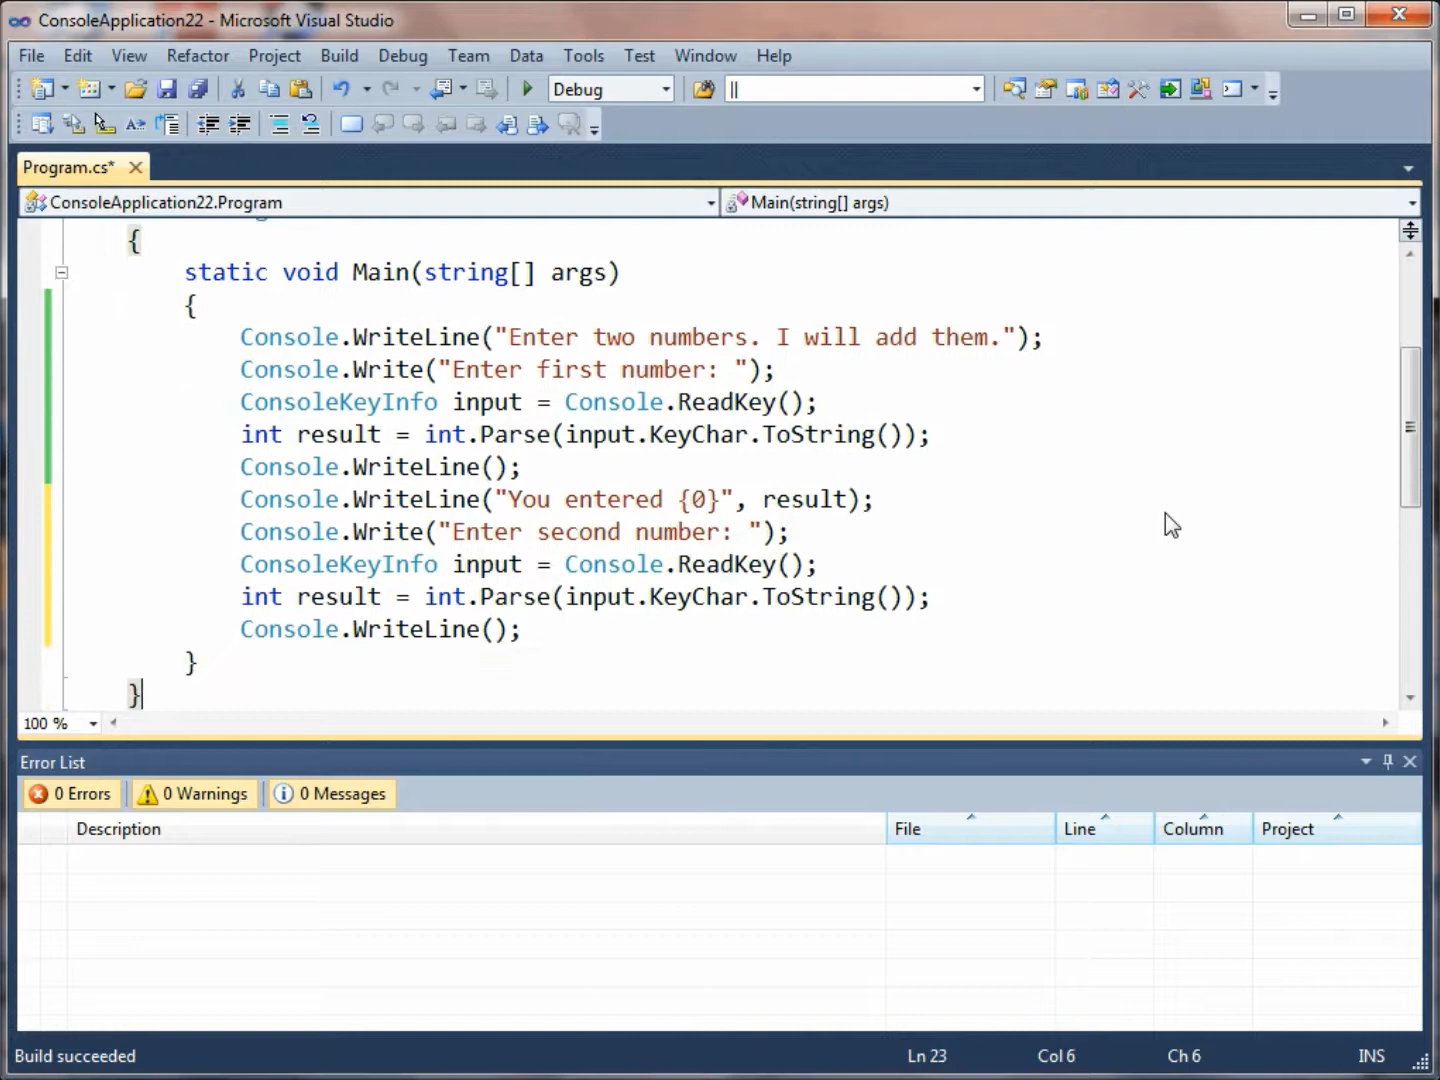 ConsoleApplication22 - Microsoft Visual Studio
File Edit View Refactor Project Build Debug Team Data Tools Test Window Help
Debug ||
Program.cs*
ConsoleApplication22.Program Main(string[] args)
{
static void Main(string[] args)
{
Console.WriteLine("Enter two numbers. I will add them.");
Console.Write("Enter first number: ");
ConsoleKeyInfo input = Console.ReadKey();
int result = int.Parse(input.KeyChar.ToString());
Console.WriteLine();
Console.WriteLine("You entered {0}", result);
Console.Write("Enter second number: ");
ConsoleKeyInfo input = Console.ReadKey();
int result = int.Parse(input.KeyChar.ToString());
Console.WriteLine();
}
}
100 %
Error List
0 Errors 0 Warnings 0 Messages
Description File Line Column Project
Build succeeded Ln 23 Col 6 Ch 6 INS